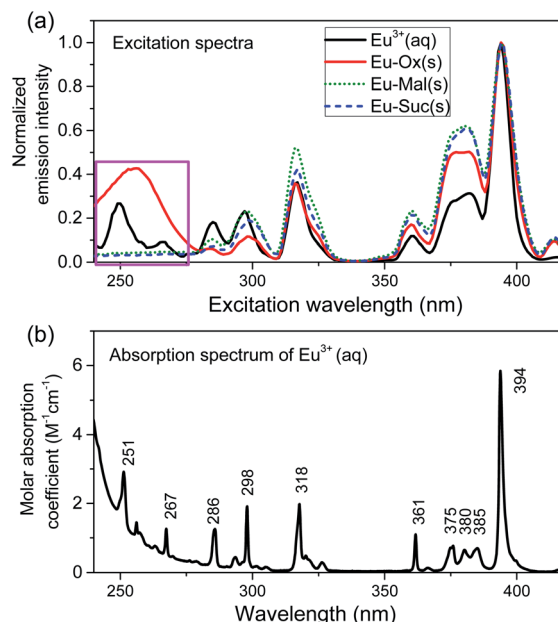 (a)
Excitation spectra
Eu³⁺(aq)
Eu-Ox(s)
Eu-Mal(s)
Eu-Suc(s)
Normalized
emission intensity
1.0
0.8
0.6
0.4
0.2
0.0
250
300
350
400
Excitation wavelength (nm)
(b)
Absorption spectrum of Eu³⁺(aq)
Molar absorption
coefficient (M⁻¹cm⁻¹)
6
4
2
0
251
267
286
298
318
361
375
380
385
394
250
300
350
400
Wavelength (nm)